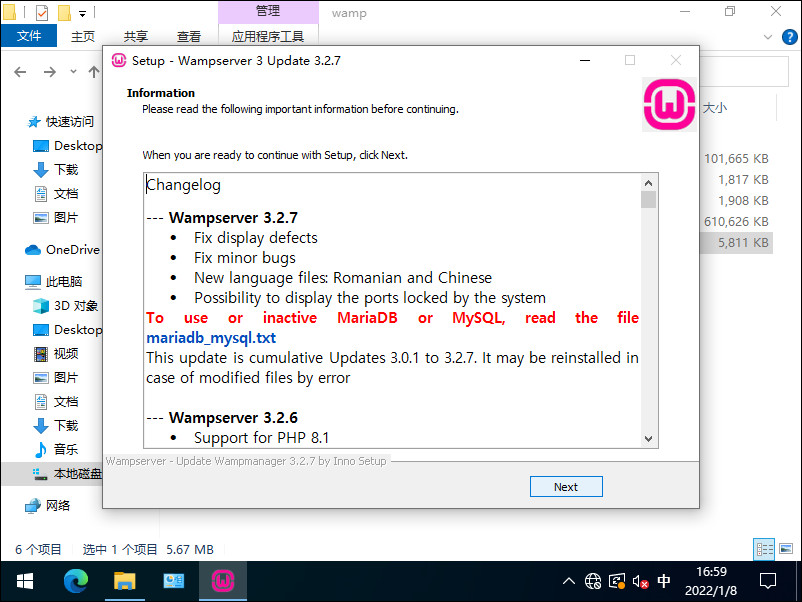 管理
wamp
文件
主页
共享
查看
应用程序工具
大小
快速访问
Desktop
下载
文档
图片
OneDrive
此电脑
3D 对象
Desktop
视频
图片
文档
下载
音乐
本地磁盘
网络
101,665 KB
1,817 KB
1,908 KB
610,626 KB
5,811 KB
Setup - Wampserver 3 Update 3.2.7
Information
Please read the following important information before continuing.
When you are ready to continue with Setup, click Next.
Changelog
--- Wampserver 3.2.7
• Fix display defects
• Fix minor bugs
• New language files: Romanian and Chinese
• Possibility to display the ports locked by the system
To use or inactive MariaDB or MySQL, read the file
mariadb_mysql.txt
This update is cumulative Updates 3.0.1 to 3.2.7. It may be reinstalled in
case of modified files by error
--- Wampserver 3.2.6
• Support for PHP 8.1
Wampserver - Update Wampmanager 3.2.7 by Inno Setup
Next
6 个项目 选中 1 个项目 5.67 MB
中
16:59
2022/1/8